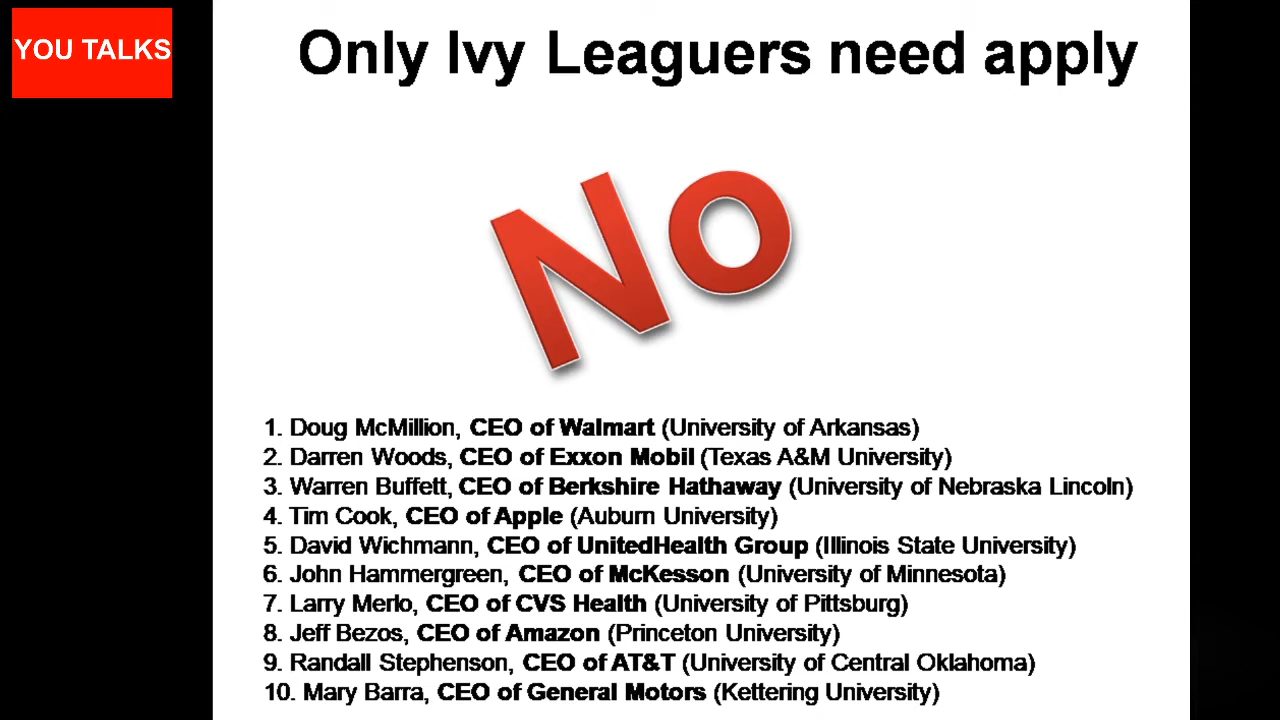 YOU TALKS
Only Ivy Leaguers need apply
No
1. Doug McMillion, CEO of Walmart (University of Arkansas)
2. Darren Woods, CEO of Exxon Mobil (Texas A&M University)
3. Warren Buffett, CEO of Berkshire Hathaway (University of Nebraska Lincoln)
4. Tim Cook, CEO of Apple (Auburn University)
5. David Wichmann, CEO of UnitedHealth Group (Illinois State University)
6. John Hammergreen, CEO of McKesson (University of Minnesota)
7. Larry Merlo, CEO of CVS Health (University of Pittsburg)
8. Jeff Bezos, CEO of Amazon (Princeton University)
9. Randall Stephenson, CEO of AT&T (University of Central Oklahoma)
10. Mary Barra, CEO of General Motors (Kettering University)